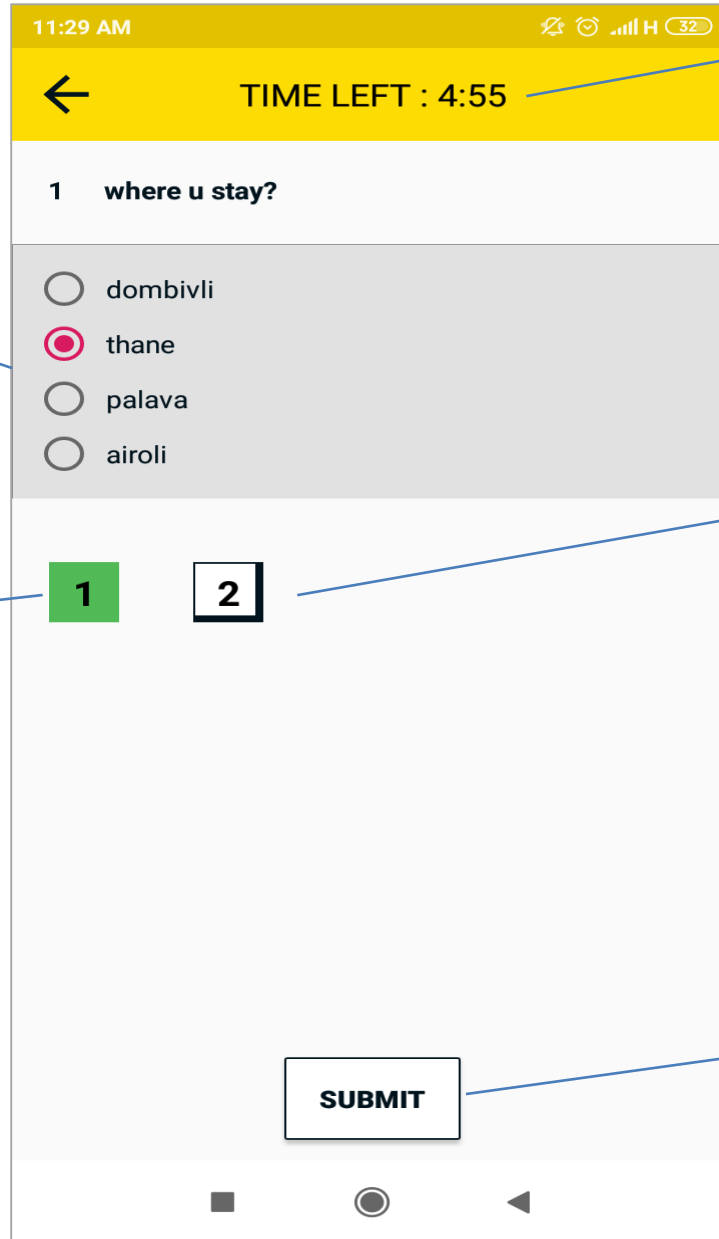 11:29 AM H 32
TIME LEFT : 4:55
1 where u stay?
dombivli
thane
palava
airoli
1 2
SUBMIT